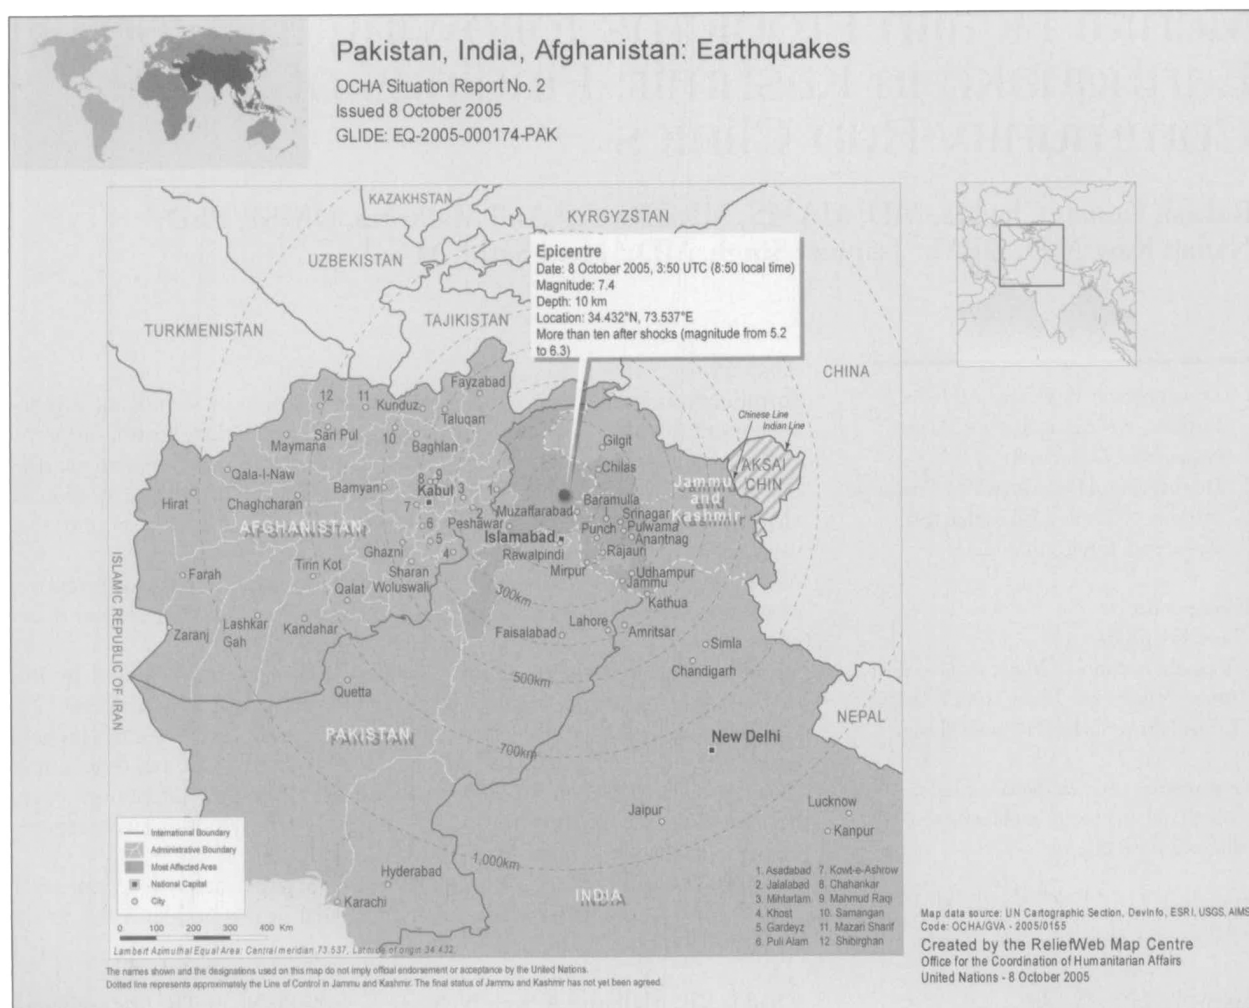 Pakistan, India, Afghanistan: Earthquakes
OCHA Situation Report No. 2
Issued 8 October 2005
GLIDE: EQ-2005-000174-PAK
KAZAKHSTAN
KYRGYZSTAN
UZBEKISTAN
TURKMENISTAN
TAJIKISTAN
CHINA
Epicentre
Date: 8 October 2005, 3:50 UTC (8:50 local time)
Magnitude: 7.4
Depth: 10 km
Location: 34.432°N, 73.537°E
More than ten after shocks (magnitude from 5.2
to 6.3)
Fayzabad
12
11
Kunduz
Taluqan
Chinese Line
Indian Line
Maymana
Sari Pul
10
Baghlan
Gilgit
Qala-I-Naw
Chilas
AKSAI
CHIN
Hirat
Chaghcharan
Bamyan
8
9
Kabul
3
1
Baramulla
Jammu
and
Kashmir
AFGHANISTAN
7
2
Muzaffarabad
Srinagar
Peshawar
Punch
Pulwama
6
5
4
Islamabad
Anantnag
Ghazni
Rawalpindi
Rajauri
Tirin Kot
Sharan
Mirpur
Udhampur
Farah
Qalat
Woluswali
300km
Jammu
Kathua
Zaranj
Lashkar
Gah
Kandahar
Faisalabad
Lahore
Amritsar
Simla
Chandigarh
ISLAMIC REPUBLIC OF IRAN
Quetta
500km
NEPAL
PAKISTAN
700km
New Delhi
Jaipur
Lucknow
Kanpur
1,000km
Hyderabad
Karachi
INDIA
International Boundary
Administrative Boundary
Most Affected Area
National Capital
City
0 100 200 300 400 Km
Lambert Azimuthal Equal Area: Central meridian 73.537, Latitude of origin 34.432
1. Asadabad 7. Kowt-e-Ashrow
2 Jalalabad 8. Chahankar
3. Mihtarlam 9. Mahmud Raqi
4 Khost 10. Samangan
5. Gardeyz 11. Mazari Sharif
6 Puli Alam 12 Shibirghan
Map data source: UN Cartographic Section, DevInfo, ESRI, USGS, AIMS
Code: OCHA/GVA - 2005/0155
Created by the ReliefWeb Map Centre
Office for the Coordination of Humanitarian Affairs
United Nations - 8 October 2005
The names shown and the designations used on this map do not imply official endorsement or acceptance by the United Nations.
Dotted line represents approximately the Line of Control in Jammu and Kashmir. The final status of Jammu and Kashmir has not yet been agreed.